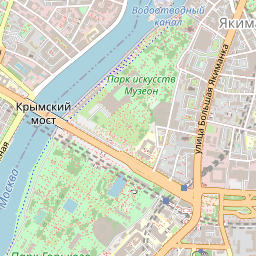 Водоотводный
канал
Якима
Парк искусств
Музеон
Крымский
мост
улица Большая Якиманка
Москва
Парк Горького